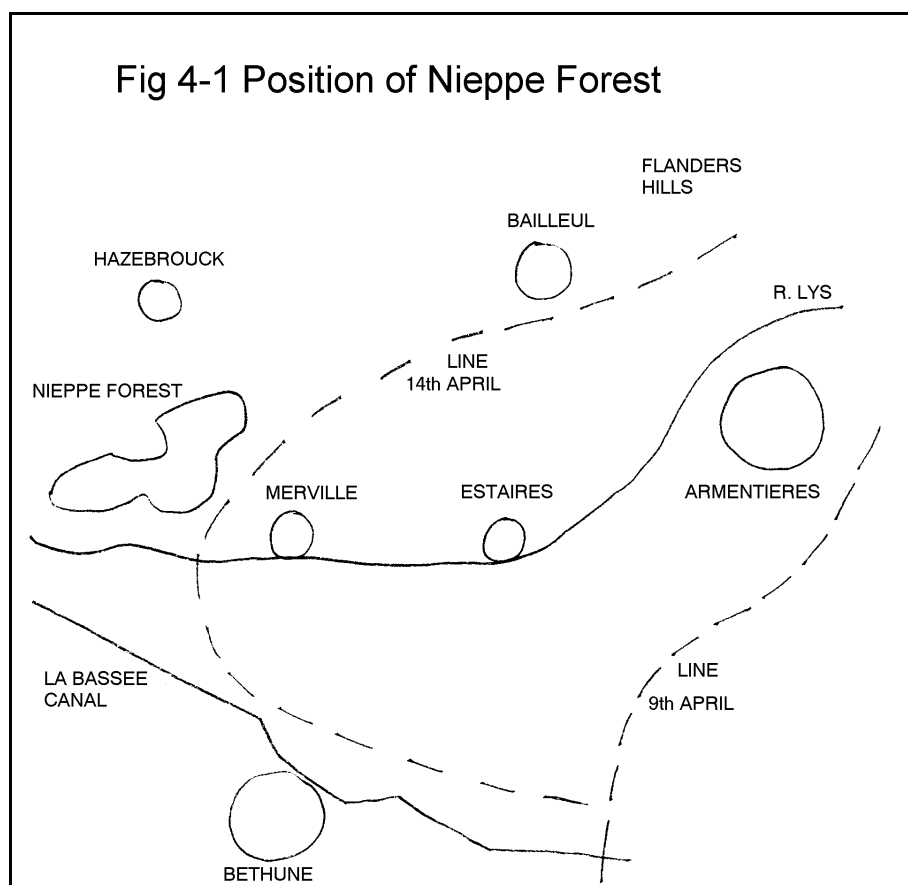 Fig 4-1 Position of Nieppe Forest
FLANDERS
HILLS
BAILLEUL
HAZEBROUCK
R. LYS
LINE
14th APRIL
NIEPPE FOREST
MERVILLE
ESTAIRES
ARMENTIERES
LA BASSEE
CANAL
LINE
9th APRIL
BETHUNE